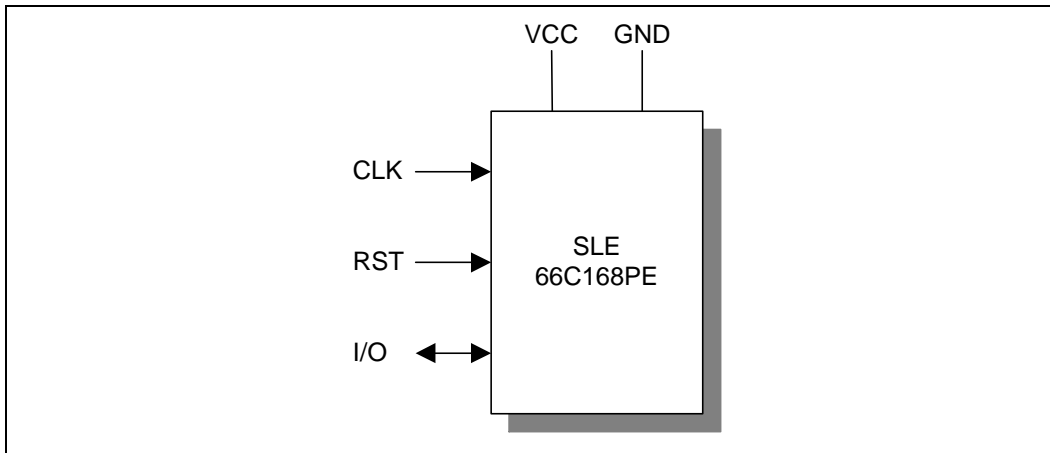 VCC
GND
CLK
RST
I/O
SLE
66C168PE